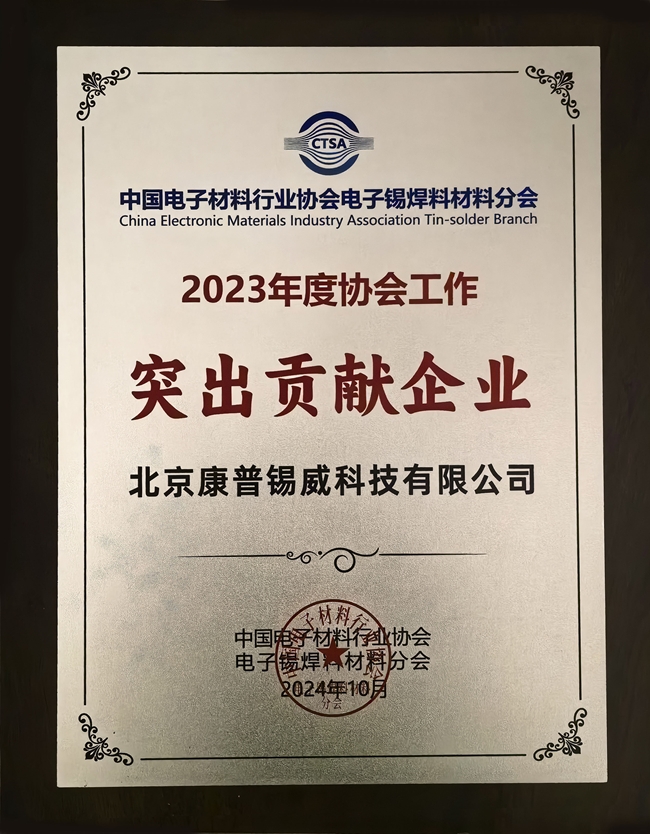 CTSA
中国电子材料行业协会电子锡焊料材料分会
China Electronic Materials Industry Association Tin-solder Branch
2023年度协会工作
突出贡献企业
北京康普锡威科技有限公司
中国电子材料行业协会
电子锡焊料材料分会
2024年10月
分会